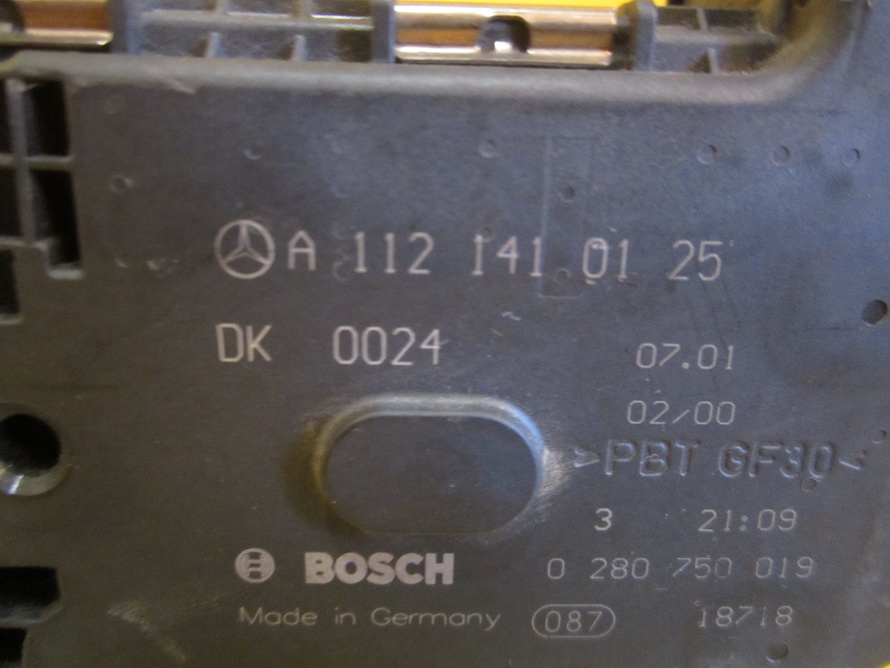 A 112 141 01 25
DK 0024 07.01
02/00
>PBT GF30<
3 21:09
BOSCH 0 280 750 019
Made in Germany 087 18718